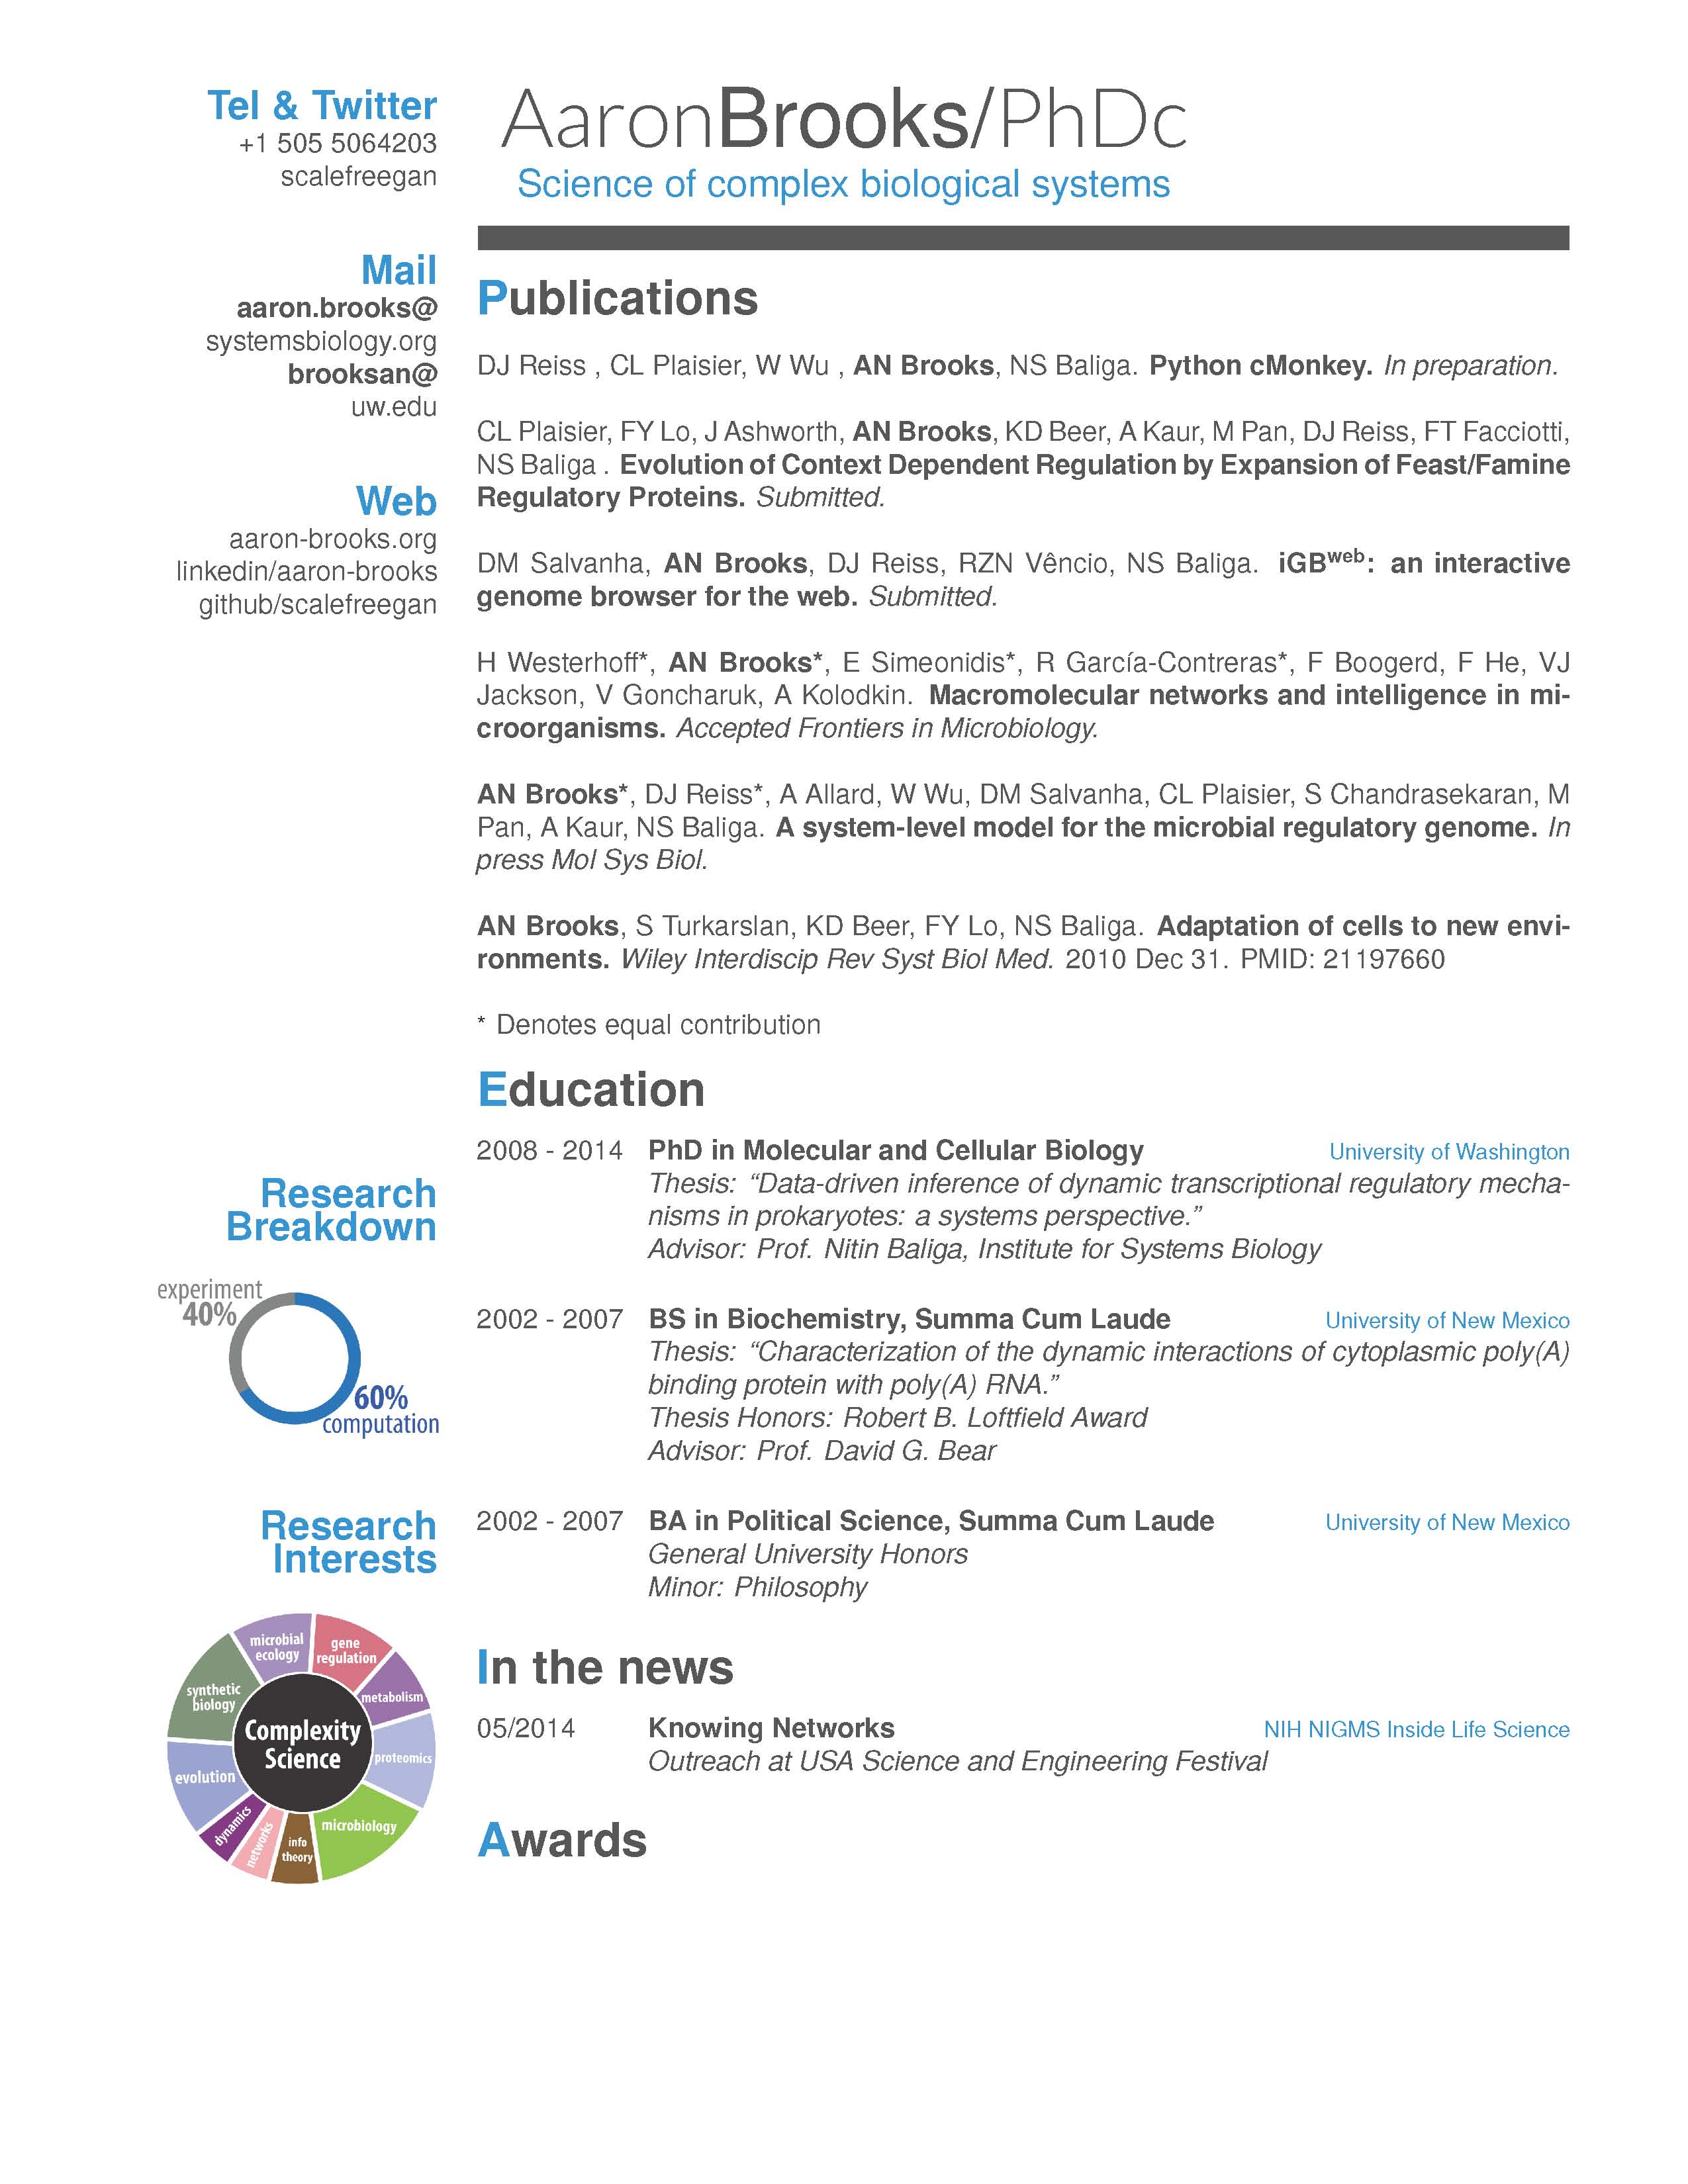 Tel & Twitter
+1 505 5064203
scalefreegan
Mail
aaron.brooks@
systemsbiology.org
brooksan@
uw.edu
Web
aaron-brooks.org
linkedin/aaron-brooks
github/scalefreegan
AaronBrooks/PhDc
Science of complex biological systems
Publications
DJ Reiss , CL Plaisier, W Wu , AN Brooks, NS Baliga. Python cMonkey. In preparation.
CL Plaisier, FY Lo, J Ashworth, AN Brooks, KD Beer, A Kaur, M Pan, DJ Reiss, FT Facciotti,
NS Baliga . Evolution of Context Dependent Regulation by Expansion of Feast/Famine
Regulatory Proteins. Submitted.
DM Salvanha, AN Brooks, DJ Reiss, RZN Vêncio, NS Baliga. iGBweb: an interactive
genome browser for the web. Submitted.
H Westerhoff*, AN Brooks*, E Simeonidis*, R García-Contreras*, F Boogerd, F He, VJ
Jackson, V Goncharuk, A Kolodkin. Macromolecular networks and intelligence in mi-
croorganisms. Accepted Frontiers in Microbiology.
AN Brooks*, DJ Reiss*, A Allard, W Wu, DM Salvanha, CL Plaisier, S Chandrasekaran, M
Pan, A Kaur, NS Baliga. A system-level model for the microbial regulatory genome. In
press Mol Sys Biol.
AN Brooks, S Turkarslan, KD Beer, FY Lo, NS Baliga. Adaptation of cells to new envi-
ronments. Wiley Interdiscip Rev Syst Biol Med. 2010 Dec 31. PMID: 21197660
* Denotes equal contribution
Education
2008 - 2014 PhD in Molecular and Cellular Biology University of Washington
Thesis: “Data-driven inference of dynamic transcriptional regulatory mecha-
nisms in prokaryotes: a systems perspective.”
Advisor: Prof. Nitin Baliga, Institute for Systems Biology
2002 - 2007 BS in Biochemistry, Summa Cum Laude University of New Mexico
Thesis: “Characterization of the dynamic interactions of cytoplasmic poly(A)
binding protein with poly(A) RNA.”
Thesis Honors: Robert B. Loftfield Award
Advisor: Prof. David G. Bear
2002 - 2007 BA in Political Science, Summa Cum Laude University of New Mexico
General University Honors
Minor: Philosophy
Research
Breakdown
experiment
40%
60%
computation
Research
Interests
microbial
ecology
gene
regulation
metabolism
proteomics
microbiology
info
theory
networks
dynamics
evolution
synthetic
biology
Complexity
Science
In the news
05/2014 Knowing Networks NIH NIGMS Inside Life Science
Outreach at USA Science and Engineering Festival
Awards